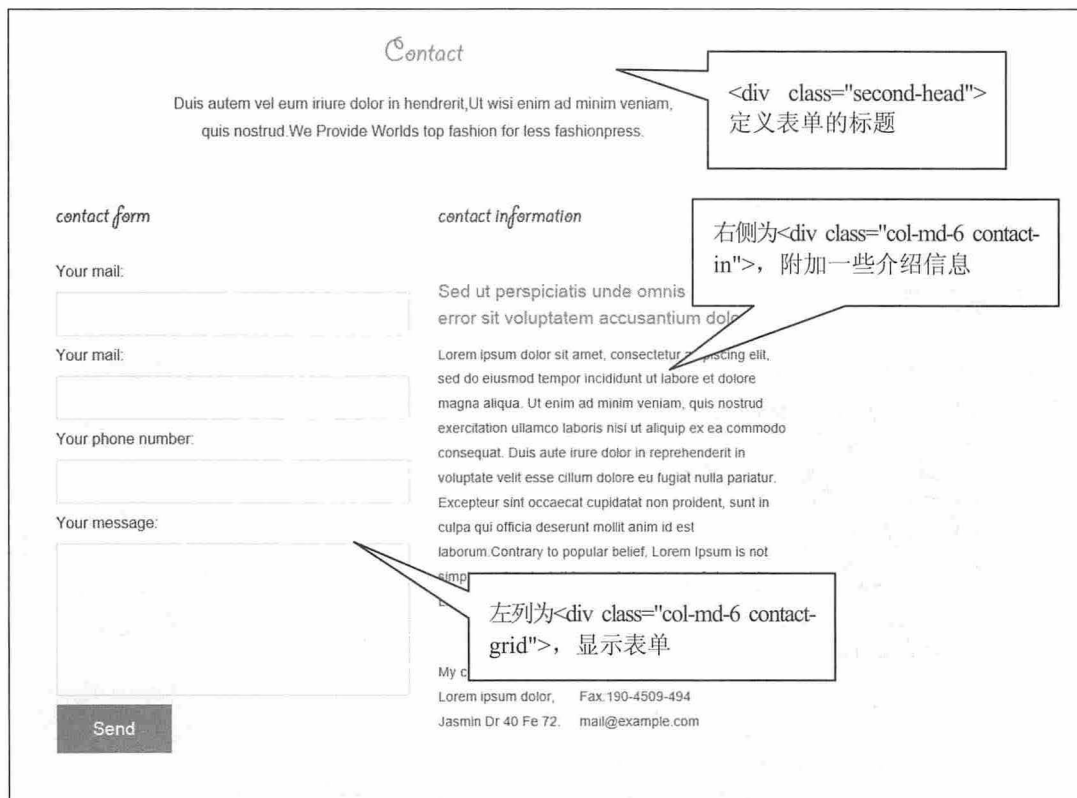 Contact
Duis autem vel eum iriure dolor in hendrerit,Ut wisi enim ad minim veniam,
quis nostrud.We Provide Worlds top fashion for less fashionpress.
<div class="second-head">
定义表单的标题
contact form
Your mail:
Your mail:
Your phone number:
Your message:
Send
contact information
右侧为<div class="col-md-6 contact-
in">，附加一些介绍信息
Sed ut perspiciatis unde omnis
error sit voluptatem accusantium
Lorem ipsum dolor sit amet, consectetur adipiscing elit,
sed do eiusmod tempor incididunt ut labore et dolore
magna aliqua. Ut enim ad minim veniam, quis nostrud
exercitation ullamco laboris nisi ut aliquip ex ea commodo
consequat. Duis aute irure dolor in reprehenderit in
voluptate velit esse cillum dolore eu fugiat nulla pariatur.
Excepteur sint occaecat cupidatat non proident, sunt in
culpa qui officia deserunt mollit anim id est
laborum.Contrary to popular belief, Lorem Ipsum is not
左列为<div class="col-md-6 contact-
grid">，显示表单
My
Lorem ipsum dolor, Fax:190-4509-494
Jasmin Dr 40 Fe 72. mail@example.com